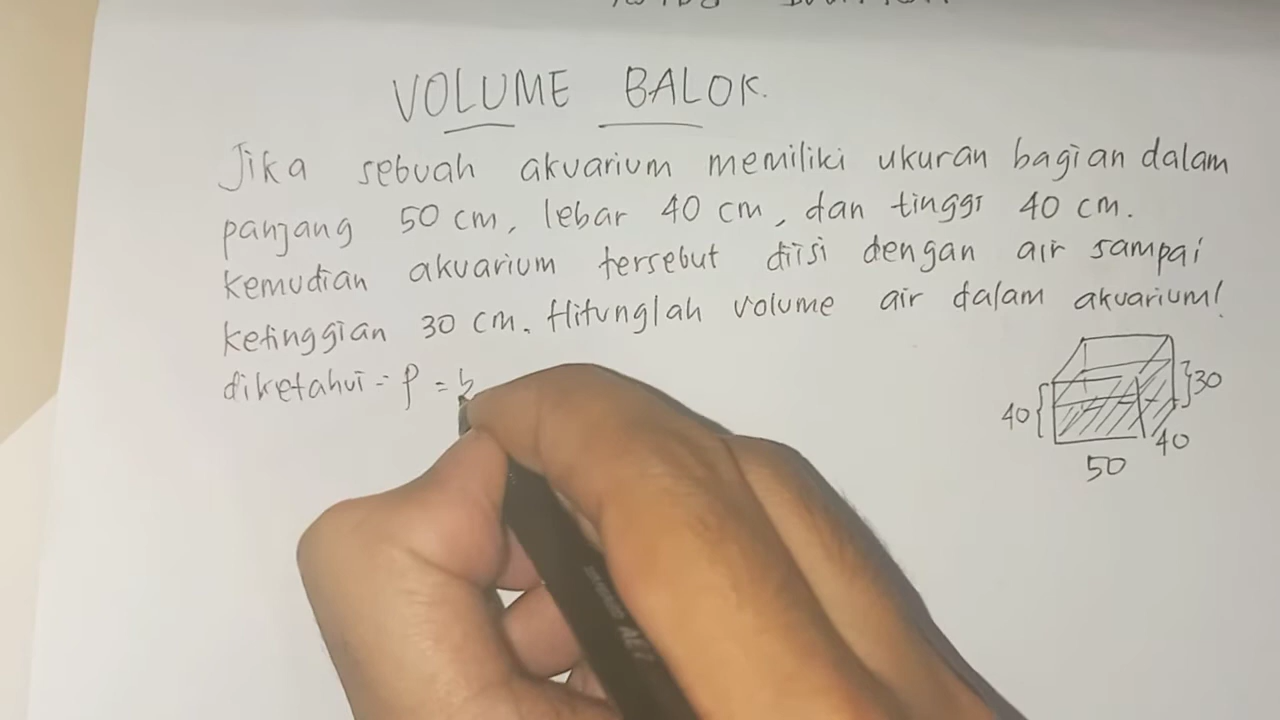 VOLUME BALOK.
Jika sebuah akuarium memiliki ukuran bagian dalam
panjang 50 cm, lebar 40 cm, dan tinggi 40 cm.
kemudian akuarium tersebut diisi dengan air sampai
ketinggian 30 cm. Hitunglah volume air dalam akuarium!
diketahui = p =
30
40
40
50